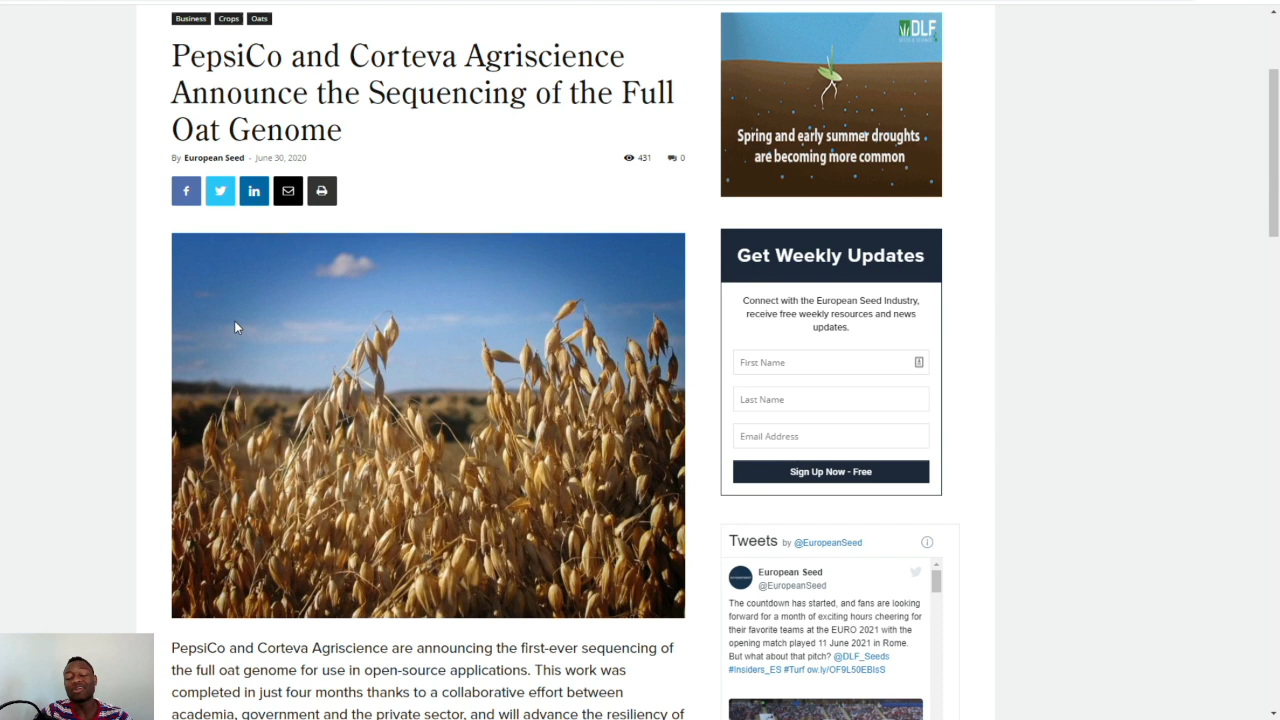 Business Crops Oats
PepsiCo and Corteva Agriscience
Announce the Sequencing of the Full
Oat Genome
By European Seed - June 30, 2020 431 0
PepsiCo and Corteva Agriscience are announcing the first-ever sequencing of
the full oat genome for use in open-source applications. This work was
completed in just four months thanks to a collaborative effort between
academia, government and the private sector, and will advance the resiliency of
DLF
Spring and early summer droughts
are becoming more common
Get Weekly Updates
Connect with the European Seed Industry,
receive free weekly resources and news
updates.
First Name
Last Name
Email Address
Sign Up Now - Free
Tweets by @EuropeanSeed
European Seed
@EuropeanSeed
The countdown has started, and fans are looking
forward for a month of exciting hours cheering for
their favorite teams at the EURO 2021 with the
opening match played 11 June 2021 in Rome.
But what about that pitch? @DLF_Seeds
#Insiders_ES #Turf ow.ly/OF9L50EBIsS